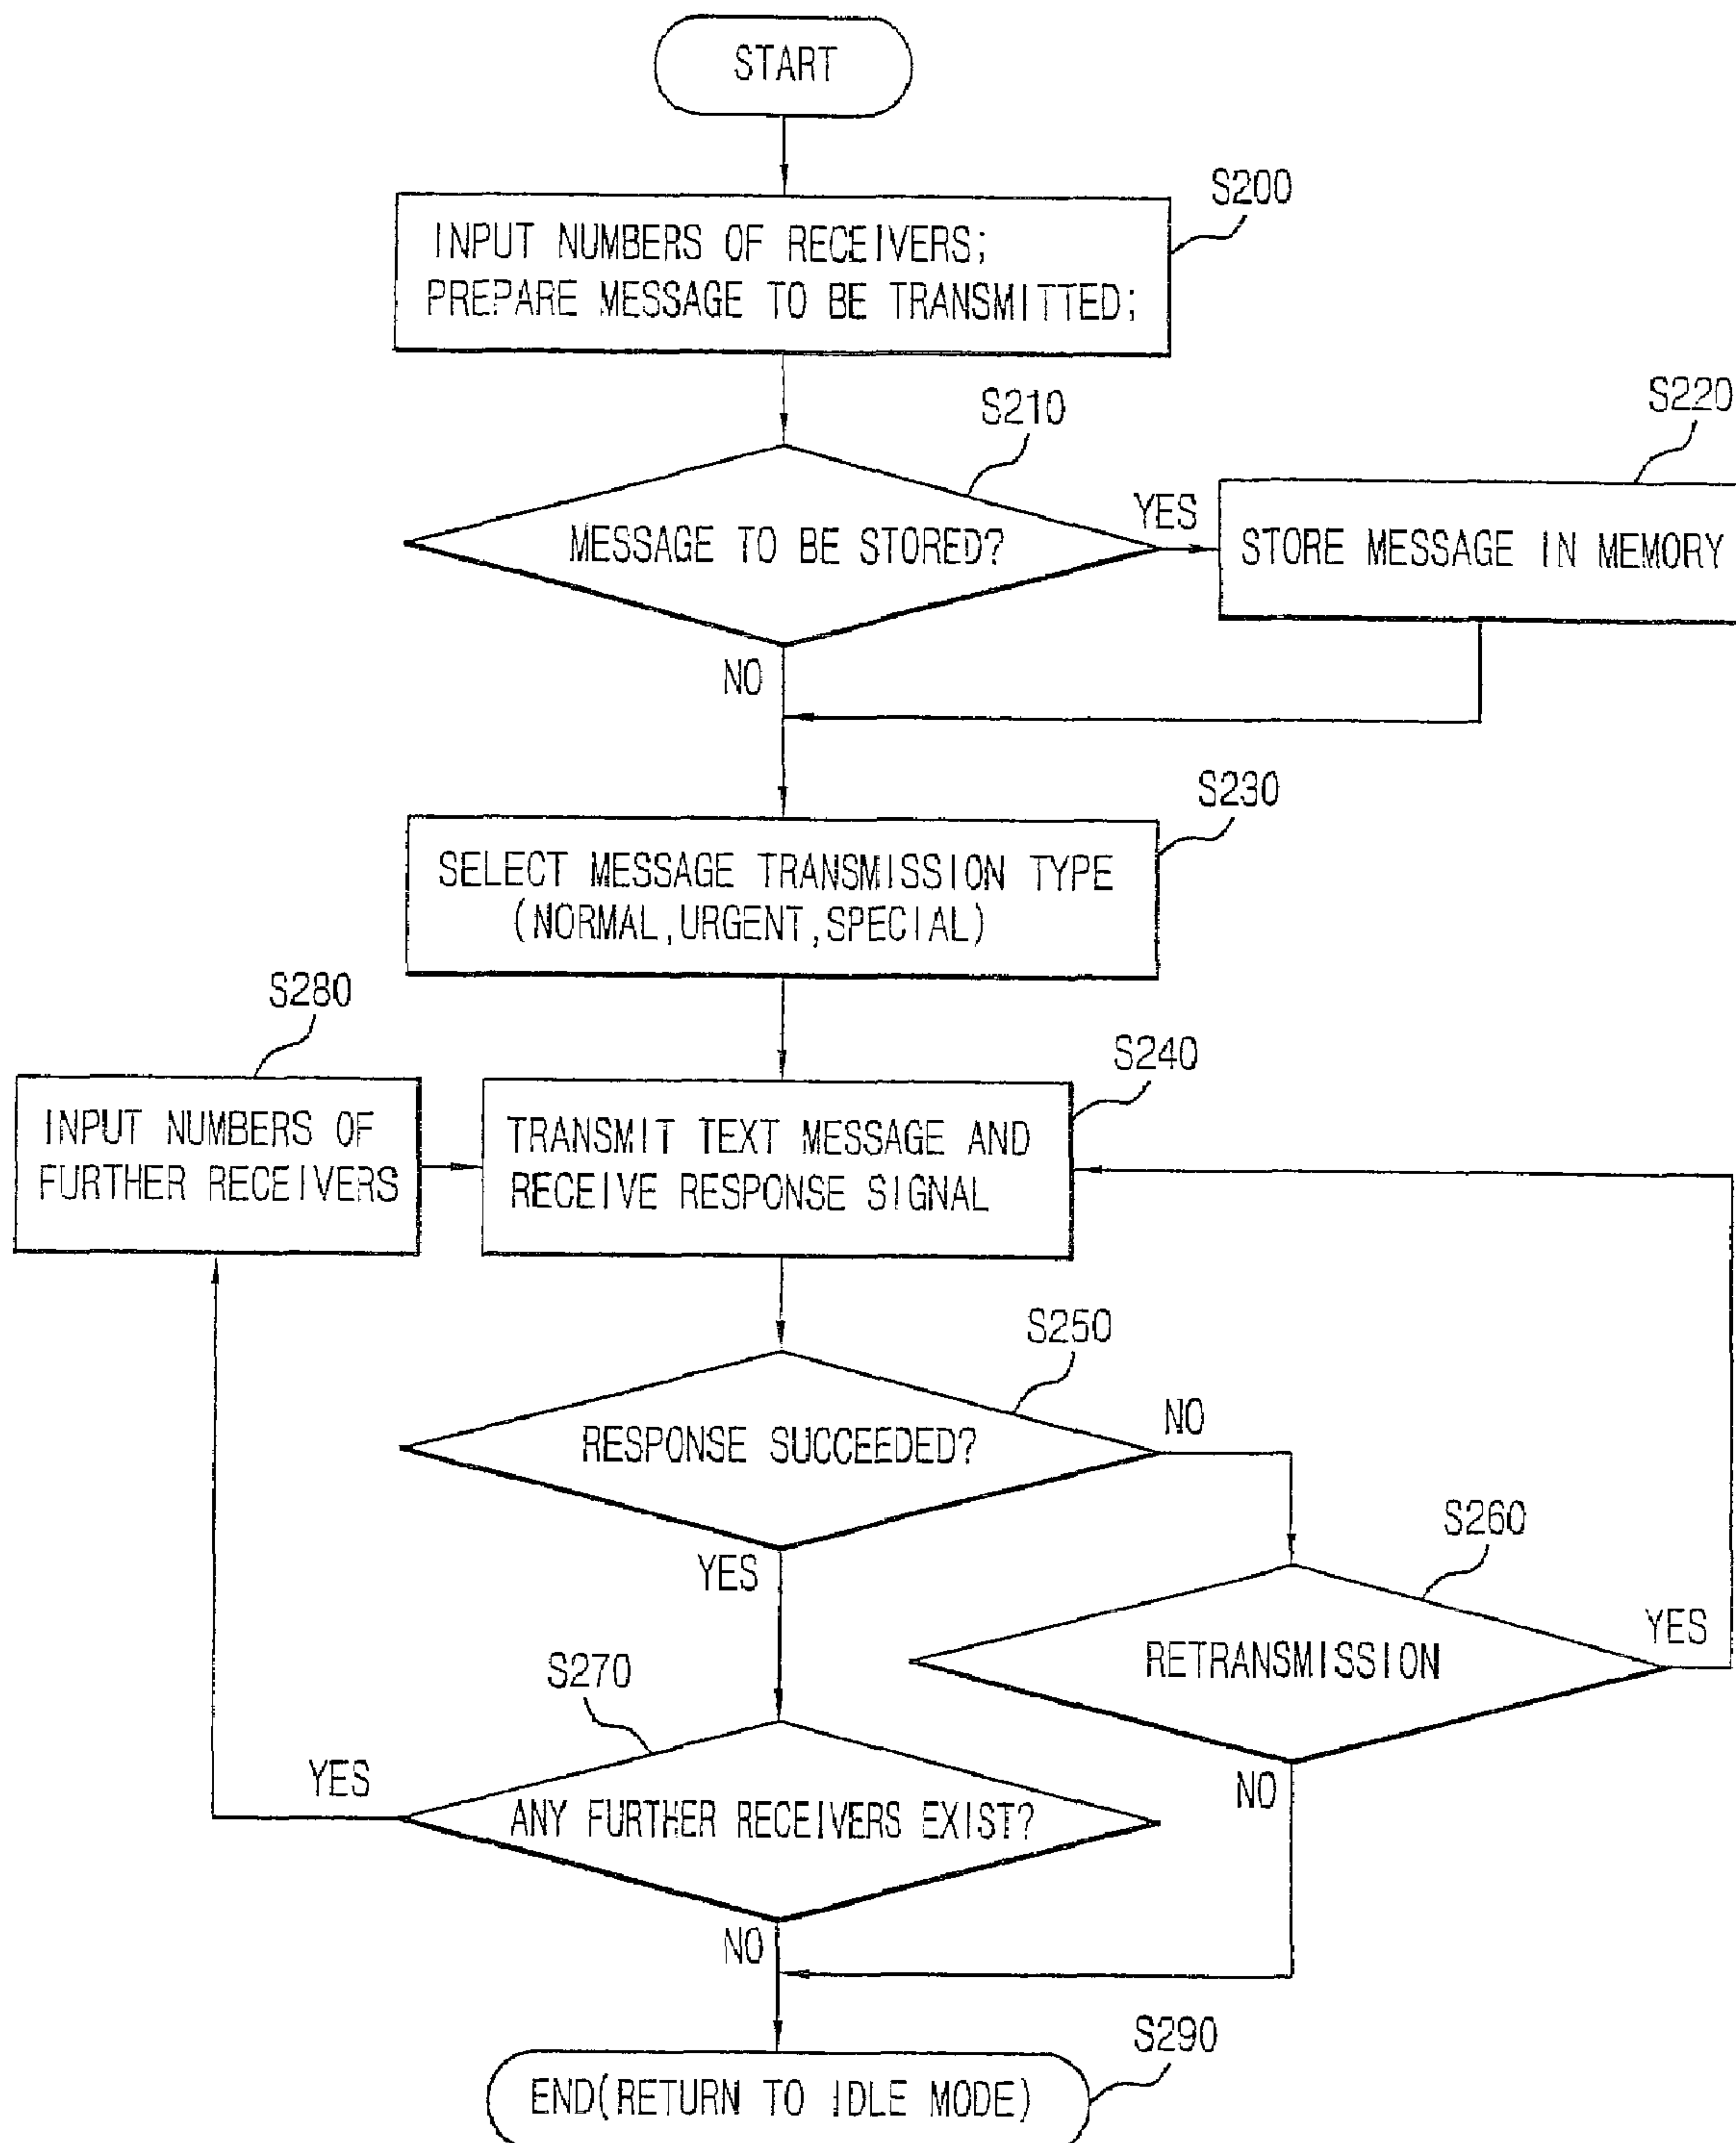 START
S200
INPUT NUMBERS OF RECEIVERS;
PREPARE MESSAGE TO BE TRANSMITTED;
S210
S220
MESSAGE TO BE STORED?
YES
STORE MESSAGE IN MEMORY
NO
S230
SELECT MESSAGE TRANSMISSION TYPE
(NORMAL,URGENT,SPECIAL)
S280
S240
INPUT NUMBERS OF
FURTHER RECEIVERS
TRANSMIT TEXT MESSAGE AND
RECEIVE RESPONSE SIGNAL
S250
RESPONSE SUCCEEDED?
NO
YES
S260
RETRANSMISSION
YES
NO
S270
YES
ANY FURTHER RECEIVERS EXIST?
NO
S290
END(RETURN TO IDLE MODE)